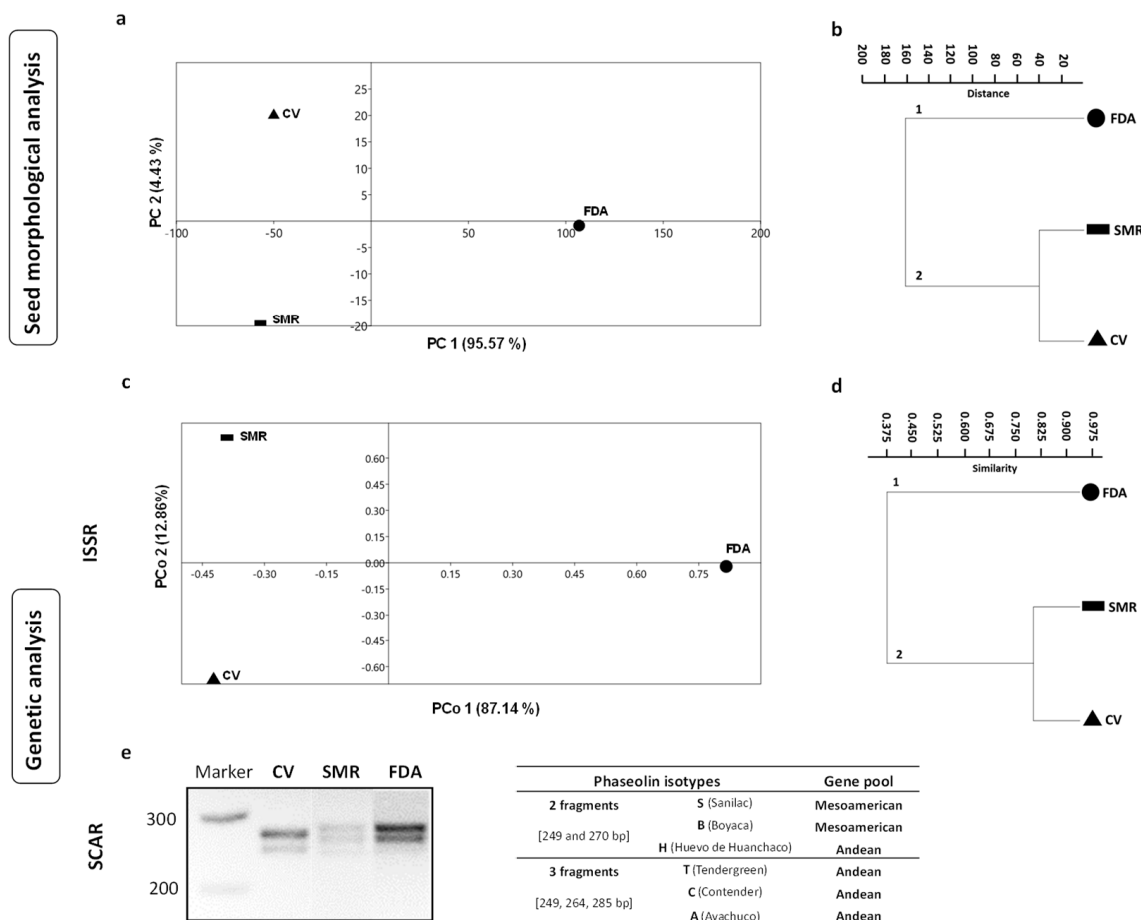 Seed morphological analysis
a
PC 2 (4.43 %)
25
20
15
10
5
-5
-10
-15
-20
-100
-50
50
100
150
200
CV
FDA
SMR
PC 1 (95.57 %)
b
200
180
160
140
120
100
80
60
40
20
Distance
1
2
FDA
SMR
CV
Genetic analysis
ISSR
c
PCo 2 (12.86%)
0.60
0.45
0.30
0.15
0.00
-0.15
-0.30
-0.45
-0.60
-0.45
-0.30
-0.15
0.15
0.30
0.45
0.60
0.75
SMR
FDA
CV
PCo 1 (87.14 %)
d
0.375
0.450
0.525
0.600
0.675
0.750
0.825
0.900
0.975
Similarity
1
2
FDA
SMR
CV
SCAR
e
Marker CV SMR FDA
300
200
Phaseolin isotypes Gene pool
2 fragments S (Sanilac) Mesoamerican
[249 and 270 bp] B (Boyaca) Mesoamerican
H (Huevo de Huanchaco) Andean
3 fragments T (Tendergreen) Andean
[249, 264, 285 bp] C (Contender) Andean
A (Ayachuco) Andean